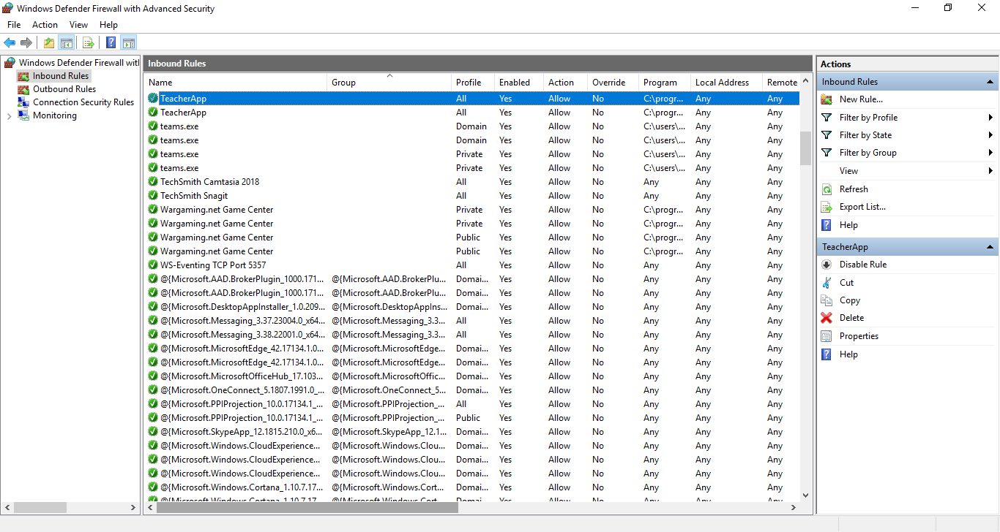 Windows Defender Firewall with Advanced Security
File Action View Help
Windows Defender Firewall witl
Inbound Rules
Outbound Rules
Connection Security Rules
Monitoring
Inbound Rules
Name Group Profile Enabled Action Override Program Local Address Remote
TeacherApp All Yes Allow No C:\progr... Any Any
TeacherApp All Yes Allow No C:\progr... Any Any
teams.exe Domain Yes Allow No C:\users\... Any Any
teams.exe Domain Yes Allow No C:\users\... Any Any
teams.exe Private Yes Allow No C:\users\... Any Any
teams.exe Private Yes Allow No C:\users\... Any Any
TechSmith Camtasia 2018 All Yes Allow No Any Any Any
TechSmith Snagit All Yes Allow No Any Any Any
Wargaming.net Game Center Private Yes Allow No C:\progr... Any Any
Wargaming.net Game Center Private Yes Allow No C:\progr... Any Any
Wargaming.net Game Center Public Yes Allow No C:\progr... Any Any
Wargaming.net Game Center Public Yes Allow No C:\progr... Any Any
WS-Eventing TCP Port 5357 All Yes Allow No Any Any Any
@{Microsoft.AAD.BrokerPlugin_1000.171... @{Microsoft.AAD.BrokerPlu... Domai... Yes Allow No Any Any Any
@{Microsoft.AAD.BrokerPlugin_1000.171... @{Microsoft.AAD.BrokerPlu... Domai... Yes Allow No Any Any Any
@{Microsoft.DesktopAppInstaller_1.0.209... @{Microsoft.DesktopAppIns... Domai... Yes Allow No Any Any Any
@{Microsoft.Messaging_3.37.23004.0_x64... @{Microsoft.Messaging_3.3... All Yes Allow No Any Any Any
@{Microsoft.Messaging_3.38.22001.0_x64... @{Microsoft.Messaging_3.3... All Yes Allow No Any Any Any
@{Microsoft.MicrosoftEdge_42.17134.1.0... @{Microsoft.MicrosoftEdge... Domai... Yes Allow No Any Any Any
@{Microsoft.MicrosoftEdge_42.17134.1.0... @{Microsoft.MicrosoftEdge... Domai... Yes Allow No Any Any Any
@{Microsoft.MicrosoftOfficeHub_17.103... @{Microsoft.MicrosoftOffic... Domai... Yes Allow No Any Any Any
@{Microsoft.OneConnect_5.1807.1991.0_... @{Microsoft.OneConnect_5... Domai... Yes Allow No Any Any Any
@{Microsoft.PPIProjection_10.0.17134.1_... @{Microsoft.PPIProjection_... All Yes Allow No Any Any Any
@{Microsoft.PPIProjection_10.0.17134.1_... @{Microsoft.PPIProjection_... Public Yes Allow No Any Any Any
@{Microsoft.SkypeApp_12.1815.210.0_x6... @{Microsoft.SkypeApp_12.1... Domai... Yes Allow No Any Any Any
@{Microsoft.Windows.CloudExperience... @{Microsoft.Windows.Clou... Domai... Yes Allow No Any Any Any
@{Microsoft.Windows.CloudExperience... @{Microsoft.Windows.Clou... Domai... Yes Allow No Any Any Any
@{Microsoft.Windows.CloudExperience... @{Microsoft.Windows.Clou... Domai... Yes Allow No Any Any Any
@{Microsoft.Windows.Cortana_1.10.7.17... @{Microsoft.Windows.Cort... Domai... Yes Allow No Any Any Any
@{Microsoft.Windows.Cortana_1.10.7.17... @{Microsoft.Windows.Cort... Domai... Yes Allow No Any Any Any
Actions
Inbound Rules
New Rule...
Filter by Profile
Filter by State
Filter by Group
View
Refresh
Export List...
Help
TeacherApp
Disable Rule
Cut
Copy
Delete
Properties
Help